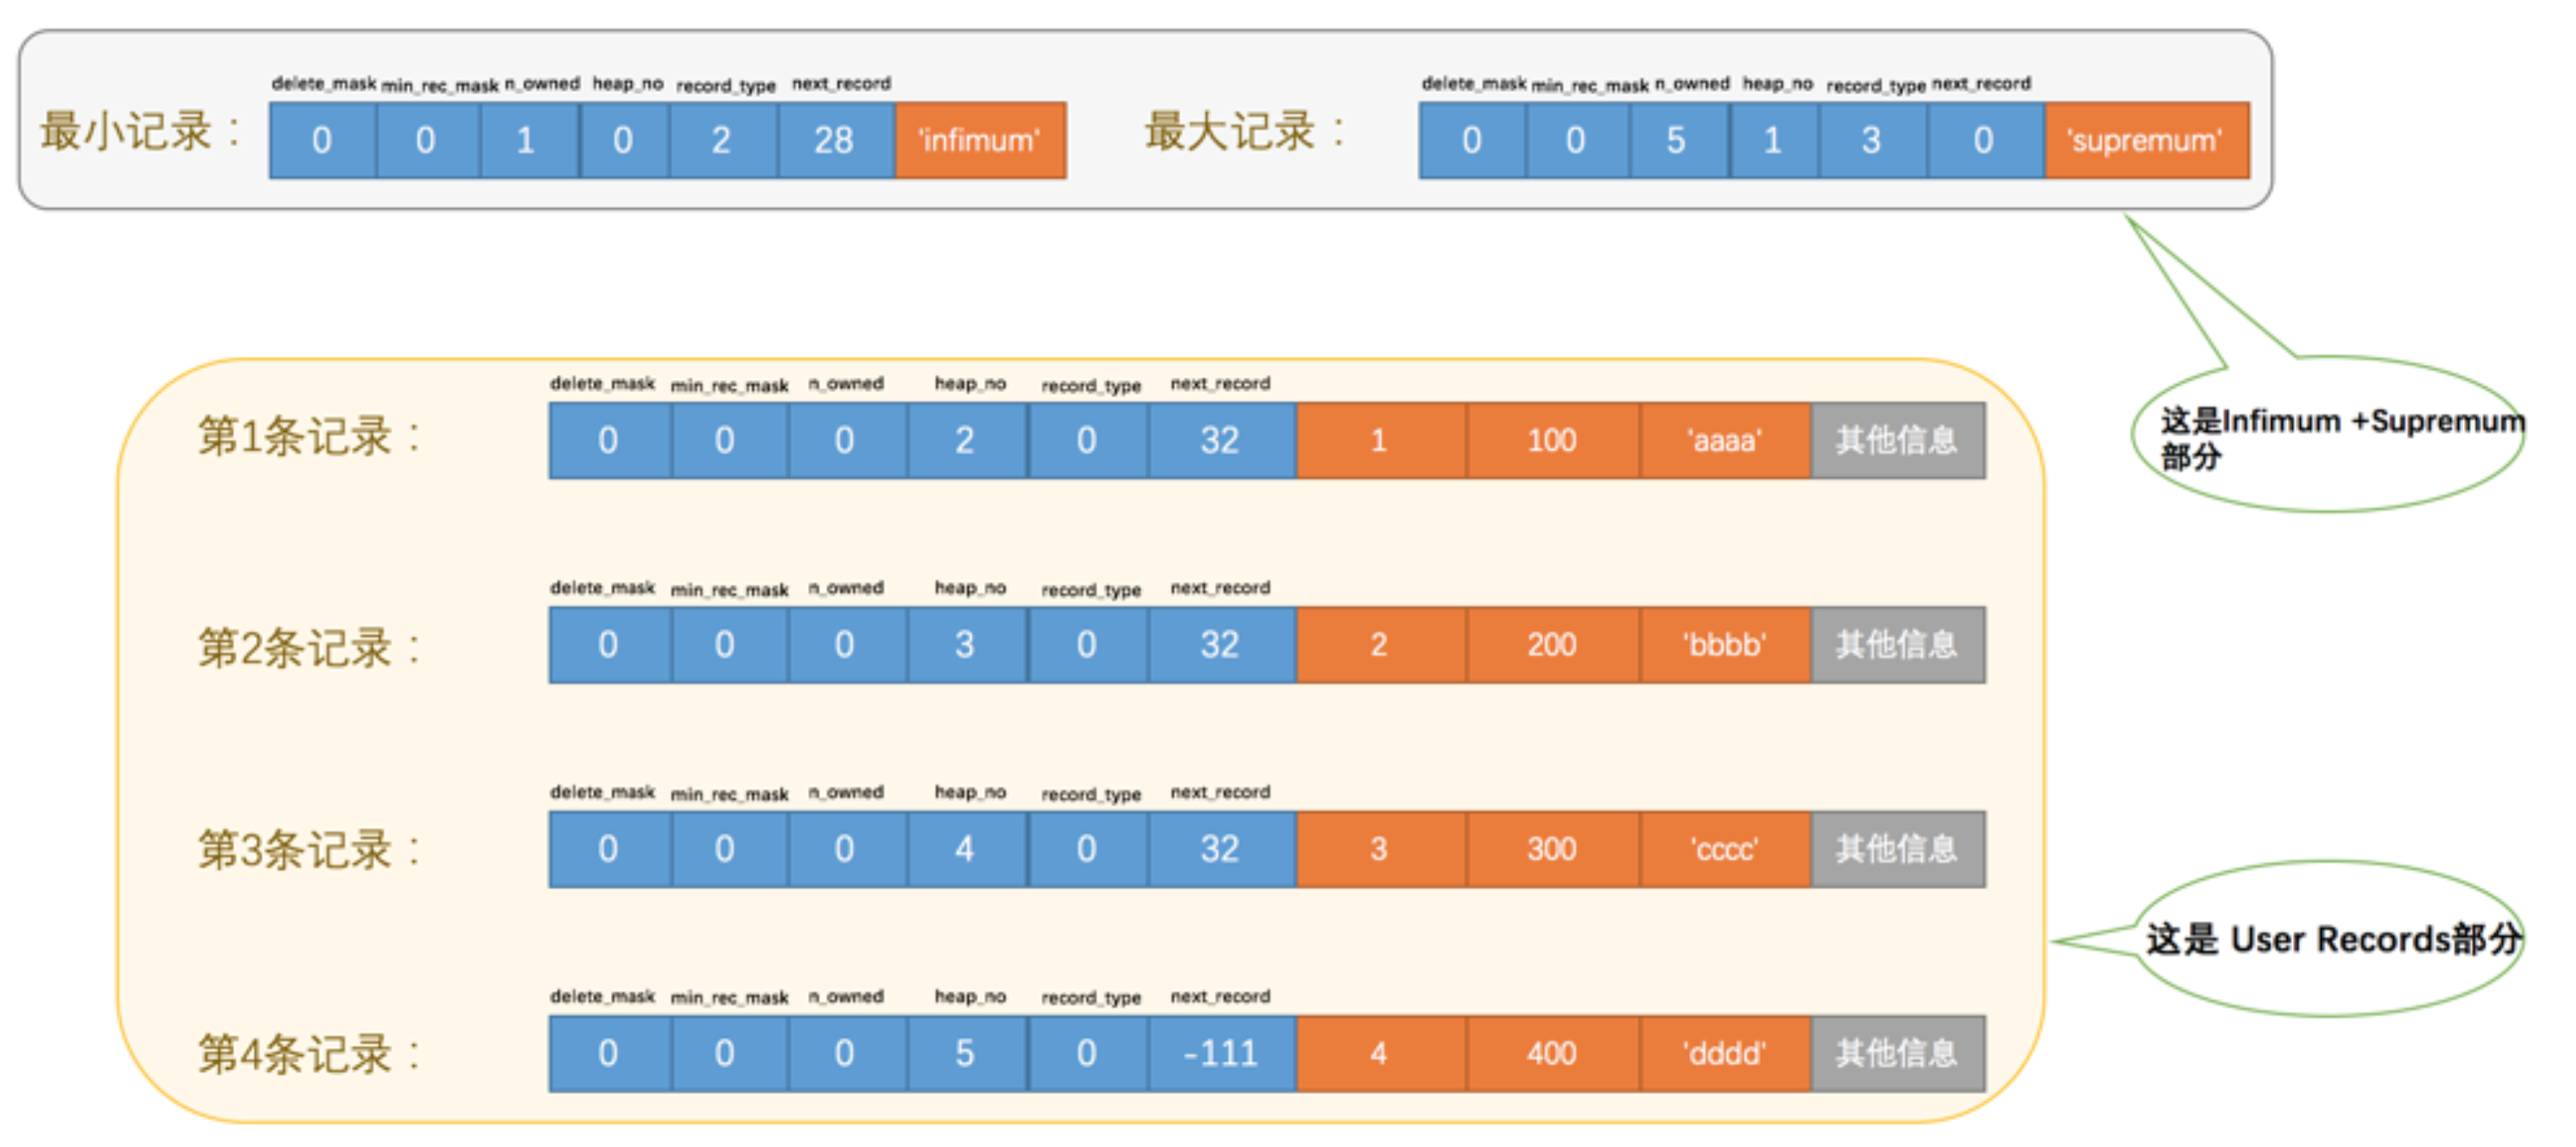 delete_mask min_rec_mask n_owned heap_no record_type next_record
最小记录： 0 0 1 0 2 28 'infimum'
delete_mask min_rec_mask n_owned heap_no record_type next_record
最大记录： 0 0 5 1 3 0 'supremum'
这是Infimum +Supremum
部分
delete_mask min_rec_mask n_owned heap_no record_type next_record
第1条记录： 0 0 0 2 0 32 1 100 'aaaa' 其他信息
delete_mask min_rec_mask n_owned heap_no record_type next_record
第2条记录： 0 0 0 3 0 32 2 200 'bbbb' 其他信息
delete_mask min_rec_mask n_owned heap_no record_type next_record
第3条记录： 0 0 0 4 0 32 3 300 'cccc' 其他信息
这是 User Records部分
delete_mask min_rec_mask n_owned heap_no record_type next_record
第4条记录： 0 0 0 5 0 -111 4 400 'dddd' 其他信息